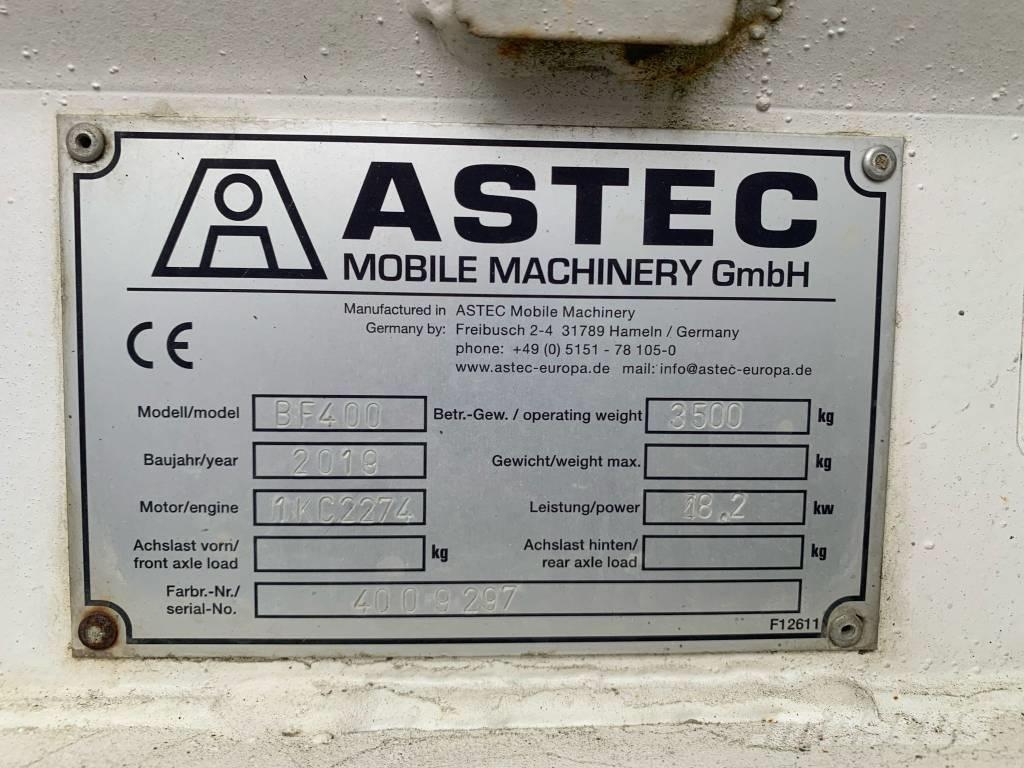 ASTEC
MOBILE MACHINERY GmbH
Manufactured in ASTEC Mobile Machinery
Germany by: Freibusch 2-4 31789 Hameln / Germany
phone: +49 (0) 5151 - 78 105-0
www.astec-europa.de mail: info@astec-europa.de
CE
Modell/model BF400 Betr.-Gew. / operating weight 3500 kg
Baujahr/year 2019 Gewicht/weight max. kg
Motor/engine 1KC2274 Leistung/power 18.2 kw
Achslast vorn/ kg Achslast hinten/ kg
front axle load rear axle load
Farbr.-Nr./
serial-No. 4009297
F12611